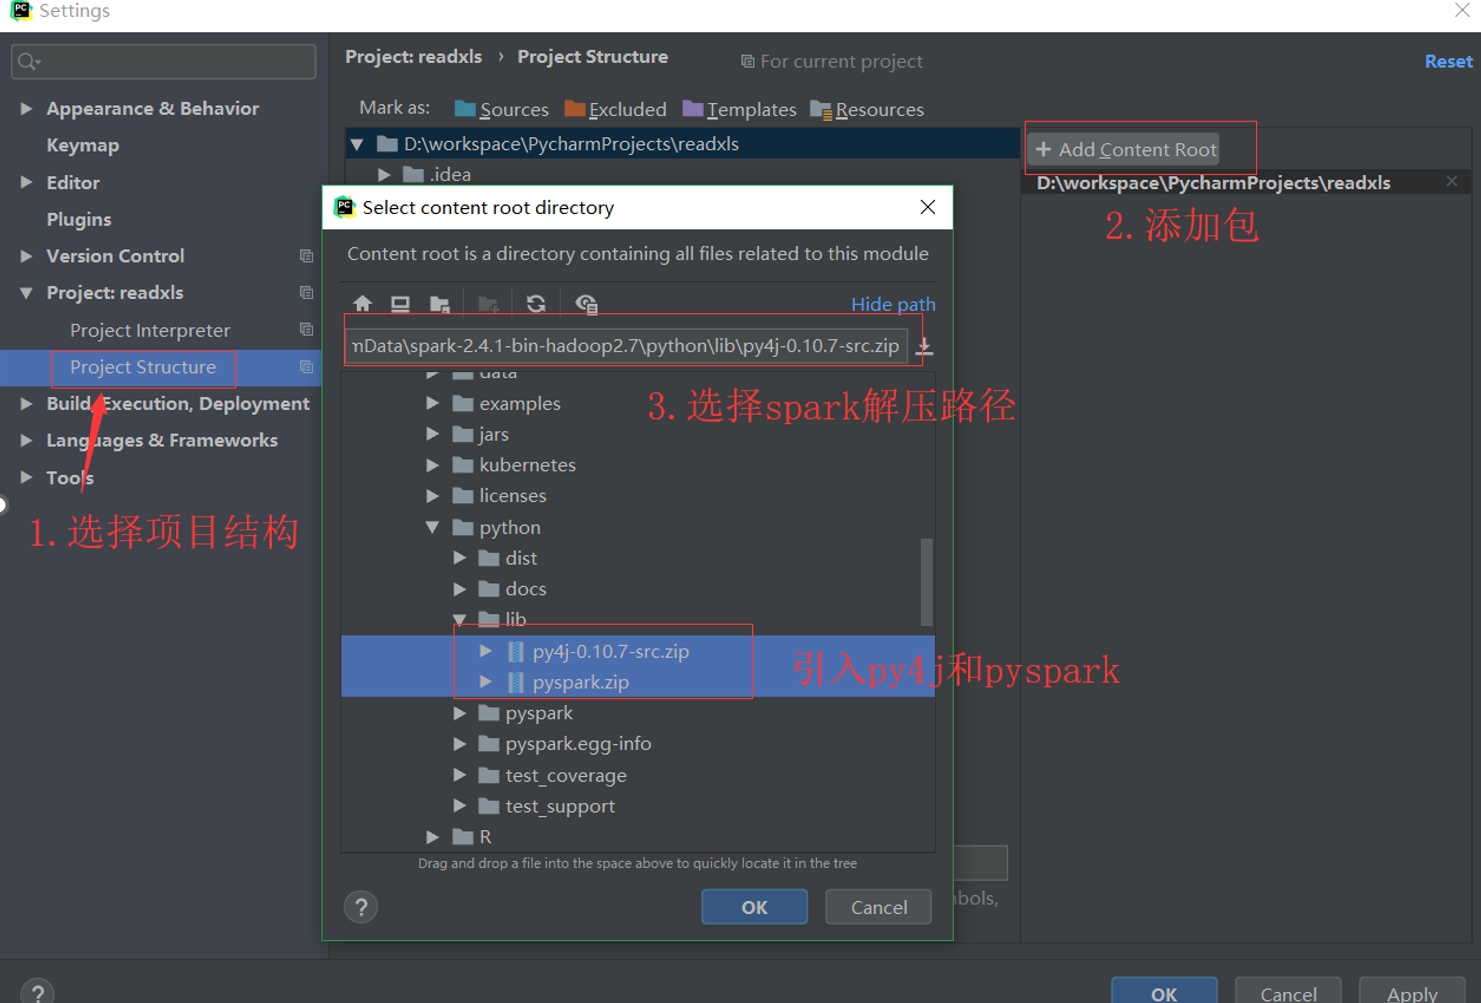 Settings
Project: readxls › Project Structure
For current project
Reset
Appearance & Behavior
Keymap
Editor
Plugins
Version Control
Project: readxls
Project Interpreter
Project Structure
Build, Execution, Deployment
Languages & Frameworks
Tools
1.选择项目结构
Mark as: Sources Excluded Templates Resources
D:\workspace\PycharmProjects\readxls
.idea
+ Add Content Root
D:\workspace\PycharmProjects\readxls
2.添加包
Select content root directory
Content root is a directory containing all files related to this module
Hide path
mData\spark-2.4.1-bin-hadoop2.7\python\lib\py4j-0.10.7-src.zip
3.选择spark解压路径
data
examples
jars
kubernetes
licenses
python
dist
docs
lib
py4j-0.10.7-src.zip
pyspark.zip
引入py4j和pyspark
pyspark
pyspark.egg-info
test_coverage
test_support
R
Drag and drop a file into the space above to quickly locate it in the tree
? OK Cancel
bols,
? OK Cancel Apply